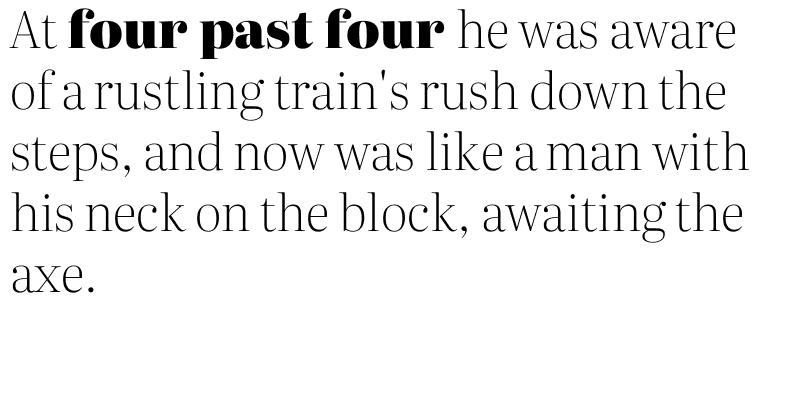 At four past four he was aware
of a rustling train's rush down the
steps, and now was like a man with
his neck on the block, awaiting the
axe.